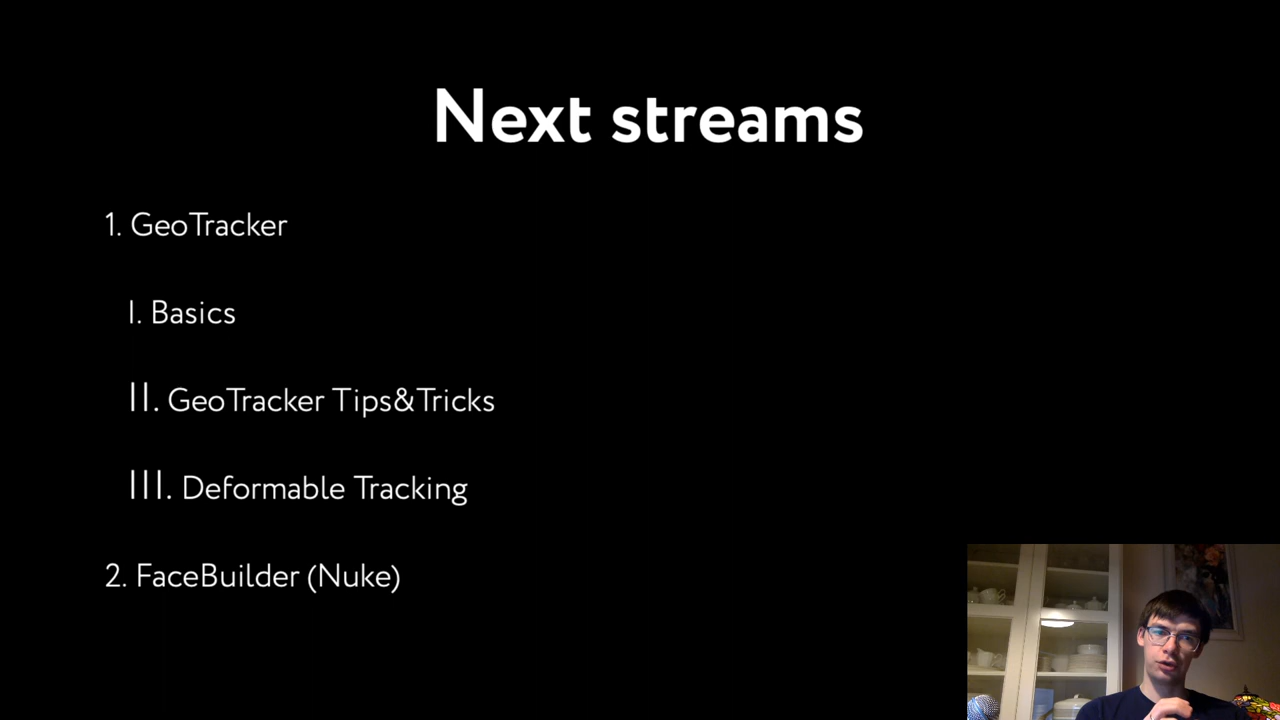 Next streams
1. GeoTracker
I. Basics
II. GeoTracker Tips&Tricks
III. Deformable Tracking
2. FaceBuilder (Nuke)